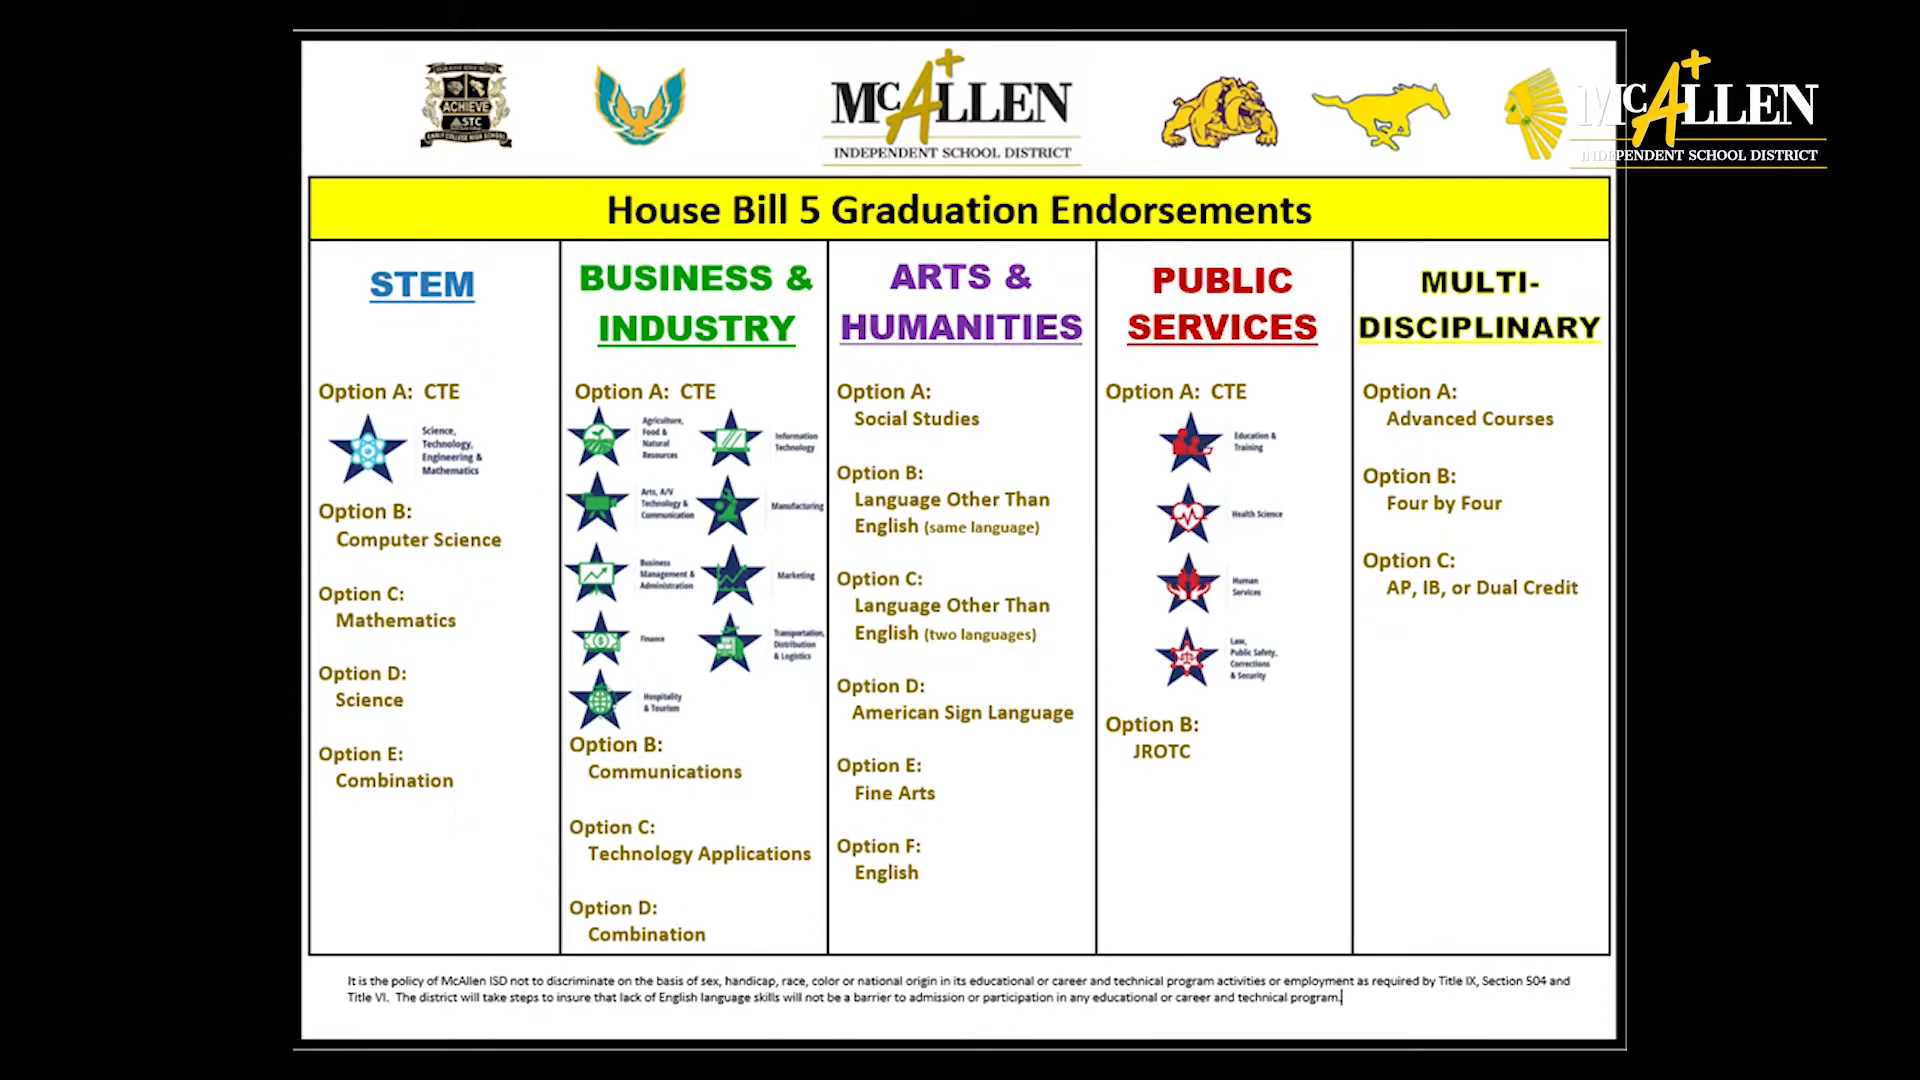 ACHIEVE
STC
EARLY COLLEGE HIGH SCHOOL
MCALLEN
INDEPENDENT SCHOOL DISTRICT
MCALLEN
INDEPENDENT SCHOOL DISTRICT
House Bill 5 Graduation Endorsements
STEM
Option A: CTE
Science,
Technology,
Engineering &
Mathematics
Option B:
Computer Science
Option C:
Mathematics
Option D:
Science
Option E:
Combination
BUSINESS &
INDUSTRY
Option A: CTE
Agriculture,
Food &
Natural
Resources
Information
Technology
Arts, A/V
Technology &
Communication
Manufacturing
Business
Management &
Administration
Marketing
Finance
Transportation,
Distribution
& Logistics
Hospitality
& Tourism
Option B:
Communications
Option C:
Technology Applications
Option D:
Combination
ARTS &
HUMANITIES
Option A:
Social Studies
Option B:
Language Other Than
English (same language)
Option C:
Language Other Than
English (two languages)
Option D:
American Sign Language
Option E:
Fine Arts
Option F:
English
PUBLIC
SERVICES
Option A: CTE
Education &
Training
Health Science
Human
Services
Law,
Public Safety,
Corrections
& Security
Option B:
JROTC
MULTI-
DISCIPLINARY
Option A:
Advanced Courses
Option B:
Four by Four
Option C:
AP, IB, or Dual Credit
It is the policy of McAllen ISD not to discriminate on the basis of sex, handicap, race, color or national origin in its educational or career and technical program activities or employment as required by Title IX, Section 504 and
Title VI. The district will take steps to insure that lack of English language skills will not be a barrier to admission or participation in any educational or career and technical program.